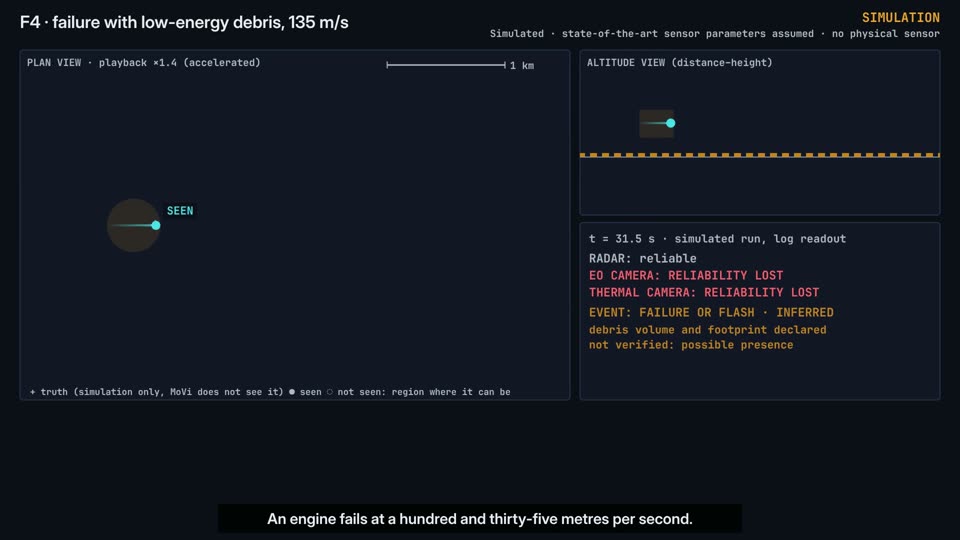 F4 · failure with low-energy debris, 135 m/s
SIMULATION
Simulated · state-of-the-art sensor parameters assumed · no physical sensor
PLAN VIEW · playback ×1.4 (accelerated)
1 km
SEEN
+ truth (simulation only, MoVi does not see it) ● seen ◌ not seen: region where it can be
ALTITUDE VIEW (distance-height)
t = 31.5 s · simulated run, log readout
RADAR: reliable
EO CAMERA: RELIABILITY LOST
THERMAL CAMERA: RELIABILITY LOST
EVENT: FAILURE OR FLASH · INFERRED
debris volume and footprint declared
not verified: possible presence
An engine fails at a hundred and thirty-five metres per second.